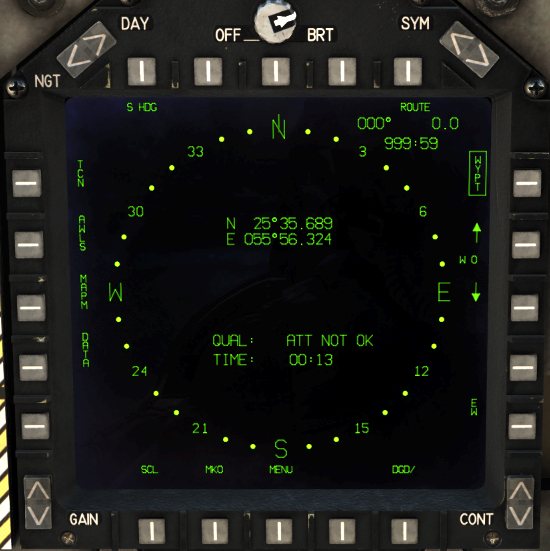 DAY
OFF BRT
SYM
NGT
S HDG
ROUTE
000° 0.0
999:59
N
33
3
TCN
WYPT
30
6
N 25°35.689
E 055°56.324
AWLS
W O
MAPM
W
E
QUAL: ATT NOT OK
TIME: 00:13
DATA
24
12
EW
21
15
S
SCL
MKO
MENU
DGD/
GAIN
CONT